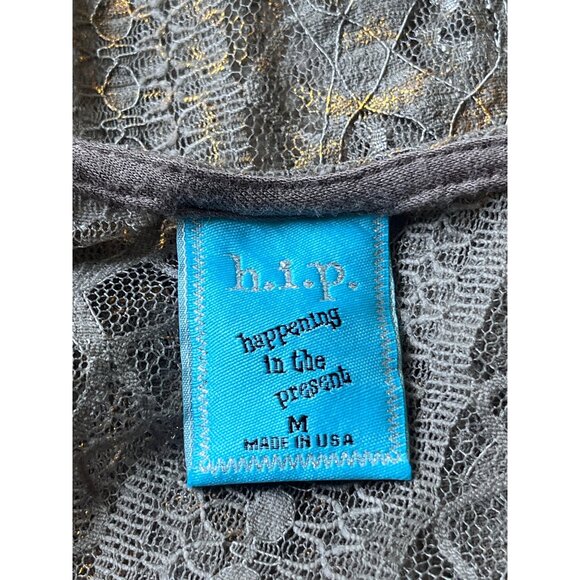 h.i.p.
happening
in the
present
M
MADE IN USA